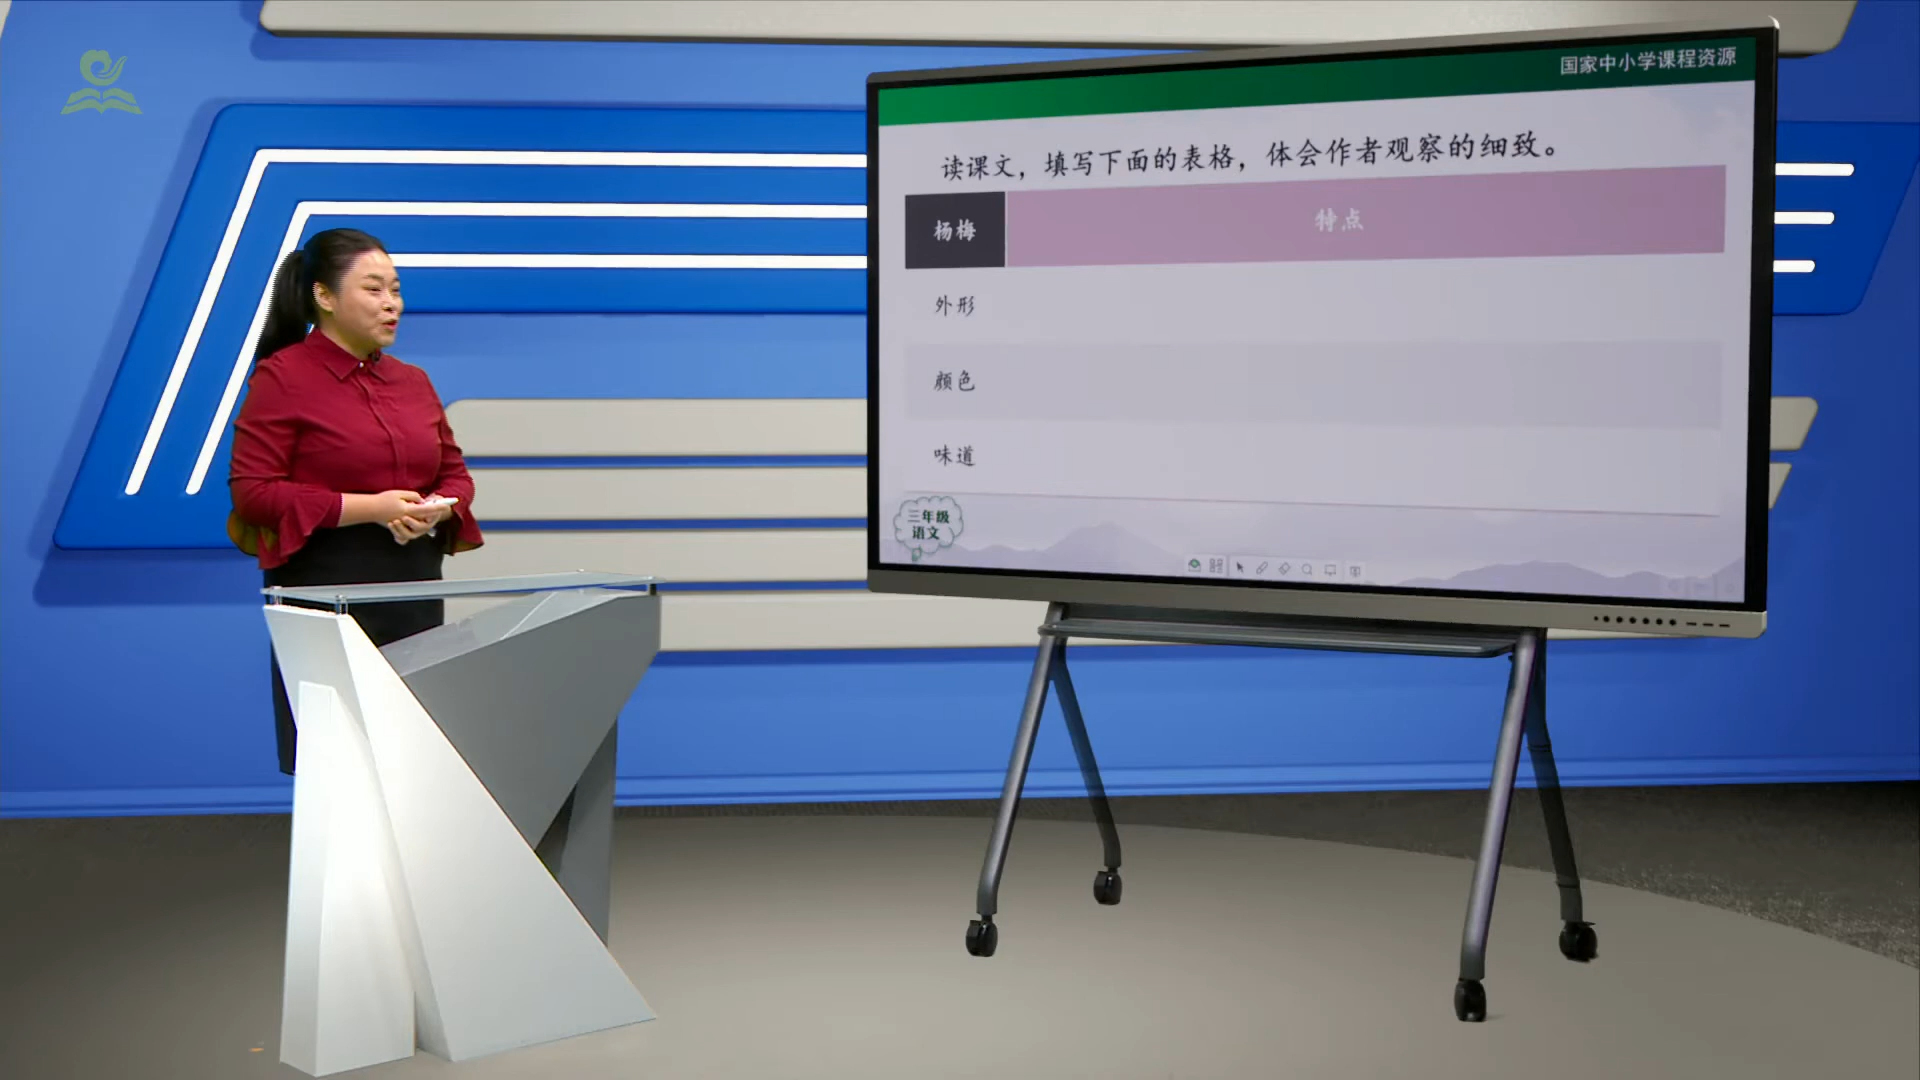 国家中小学课程资源
读课文，填写下面的表格，体会作者观察的细致。
杨梅
特点
外形
颜色
味道
三年级
语文